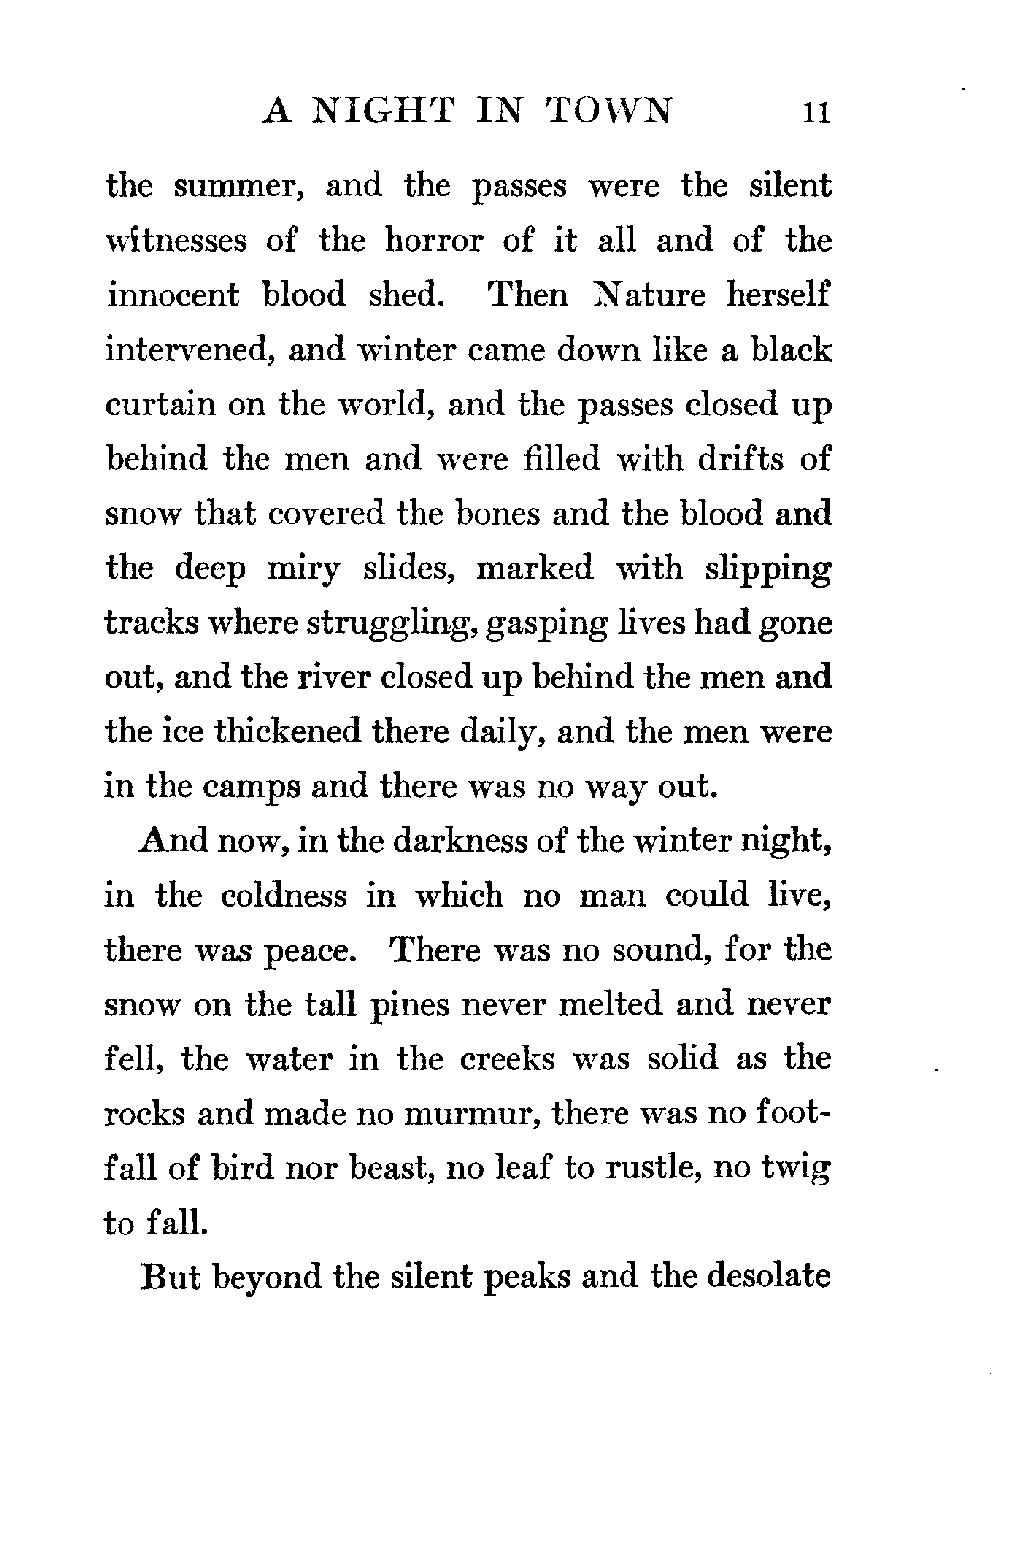 A NIGHT IN TOWN 11
the summer, and the passes were the silent
witnesses of the horror of it all and of the
innocent blood shed. Then Nature herself
intervened, and winter came down like a black
curtain on the world, and the passes closed up
behind the men and were filled with drifts of
snow that covered the bones and the blood and
the deep miry slides, marked with slipping
tracks where struggling, gasping lives had gone
out, and the river closed up behind the men and
the ice thickened there daily, and the men were
in the camps and there was no way out.
And now, in the darkness of the winter night,
in the coldness in which no man could live,
there was peace. There was no sound, for the
snow on the tall pines never melted and never
fell, the water in the creeks was solid as the
rocks and made no murmur, there was no foot-
fall of bird nor beast, no leaf to rustle, no twig
to fall.
But beyond the silent peaks and the desolate